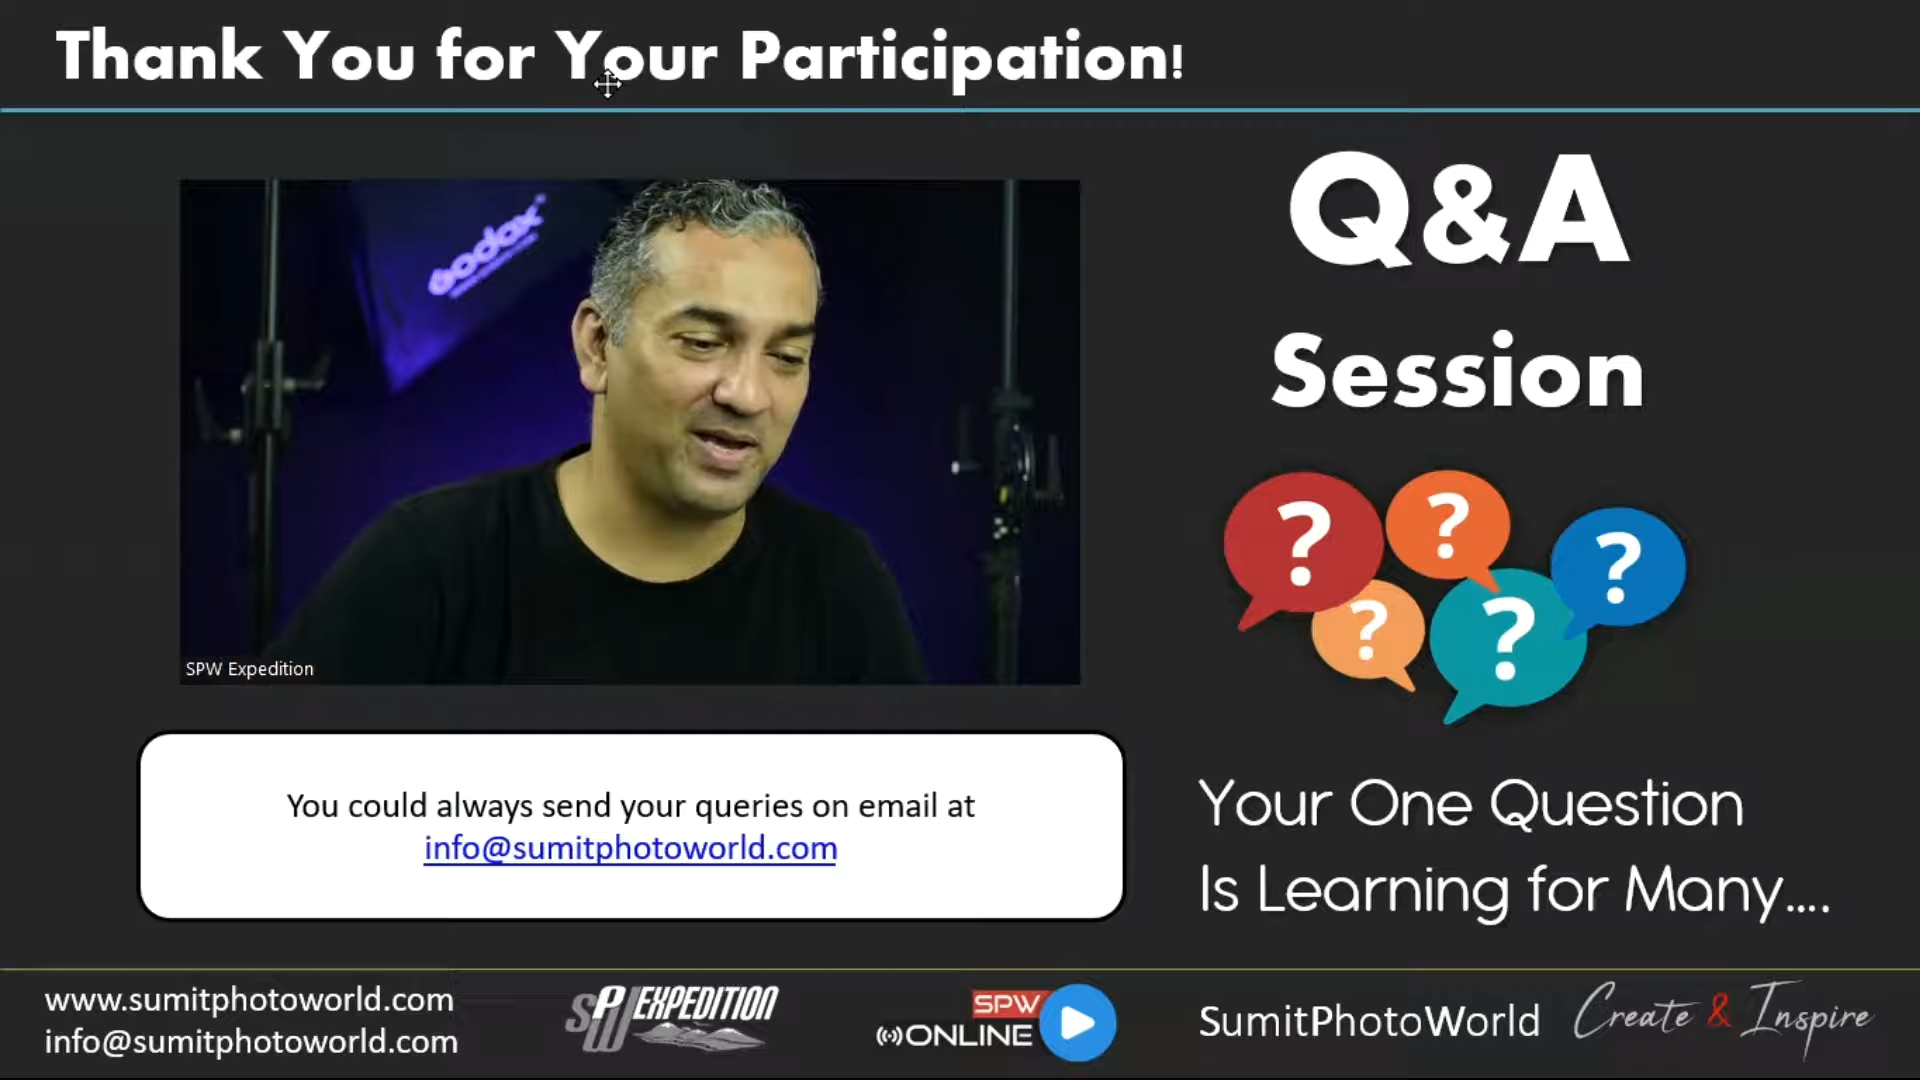 Thank You for Your Participation!
Q&A
Session
Godox
SPW Expedition
? ? ? ? ?
You could always send your queries on email at
info@sumitphotoworld.com
Your One Question
Is Learning for Many....
www.sumitphotoworld.com
info@sumitphotoworld.com
SPW EXPEDITION
SPW
ONLINE
SumitPhotoWorld
Create & Inspire